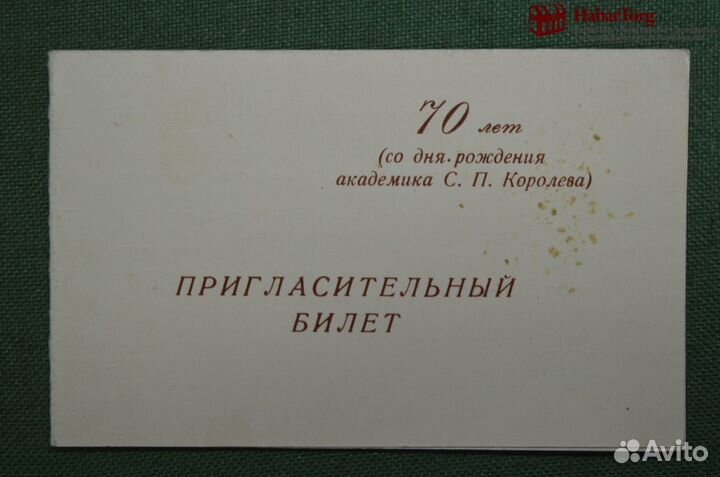 HabarTorg
70 лет
(со дня рождения
академика С. П. Королева)
ПРИГЛАСИТЕЛЬНЫЙ
БИЛЕТ
Avito